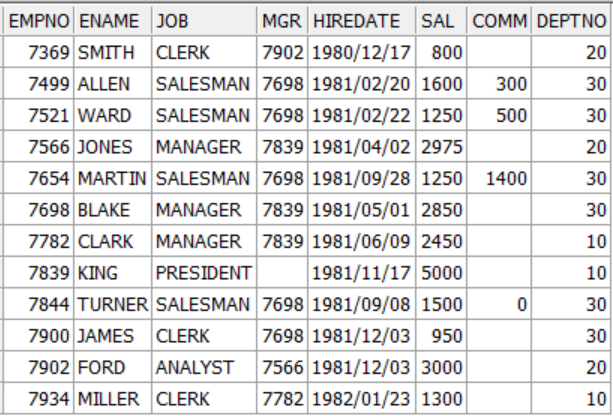 EMPNO ENAME JOB MGR HIREDATE SAL COMM DEPTNO
7369 SMITH CLERK 7902 1980/12/17 800 20
7499 ALLEN SALESMAN 7698 1981/02/20 1600 300 30
7521 WARD SALESMAN 7698 1981/02/22 1250 500 30
7566 JONES MANAGER 7839 1981/04/02 2975 20
7654 MARTIN SALESMAN 7698 1981/09/28 1250 1400 30
7698 BLAKE MANAGER 7839 1981/05/01 2850 30
7782 CLARK MANAGER 7839 1981/06/09 2450 10
7839 KING PRESIDENT 1981/11/17 5000 10
7844 TURNER SALESMAN 7698 1981/09/08 1500 0 30
7900 JAMES CLERK 7698 1981/12/03 950 30
7902 FORD ANALYST 7566 1981/12/03 3000 20
7934 MILLER CLERK 7782 1982/01/23 1300 10